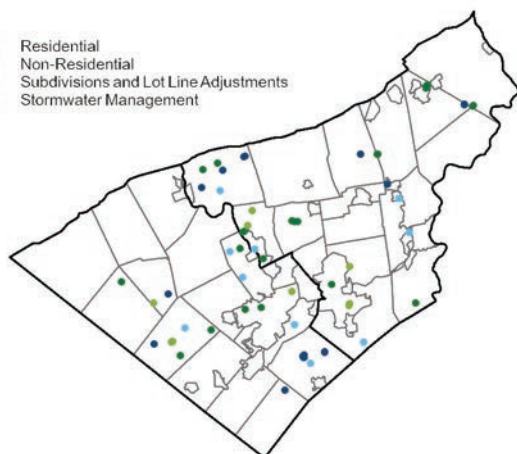 Residential
Non-Residential
Subdivisions and Lot Line Adjustments
Stormwater Management